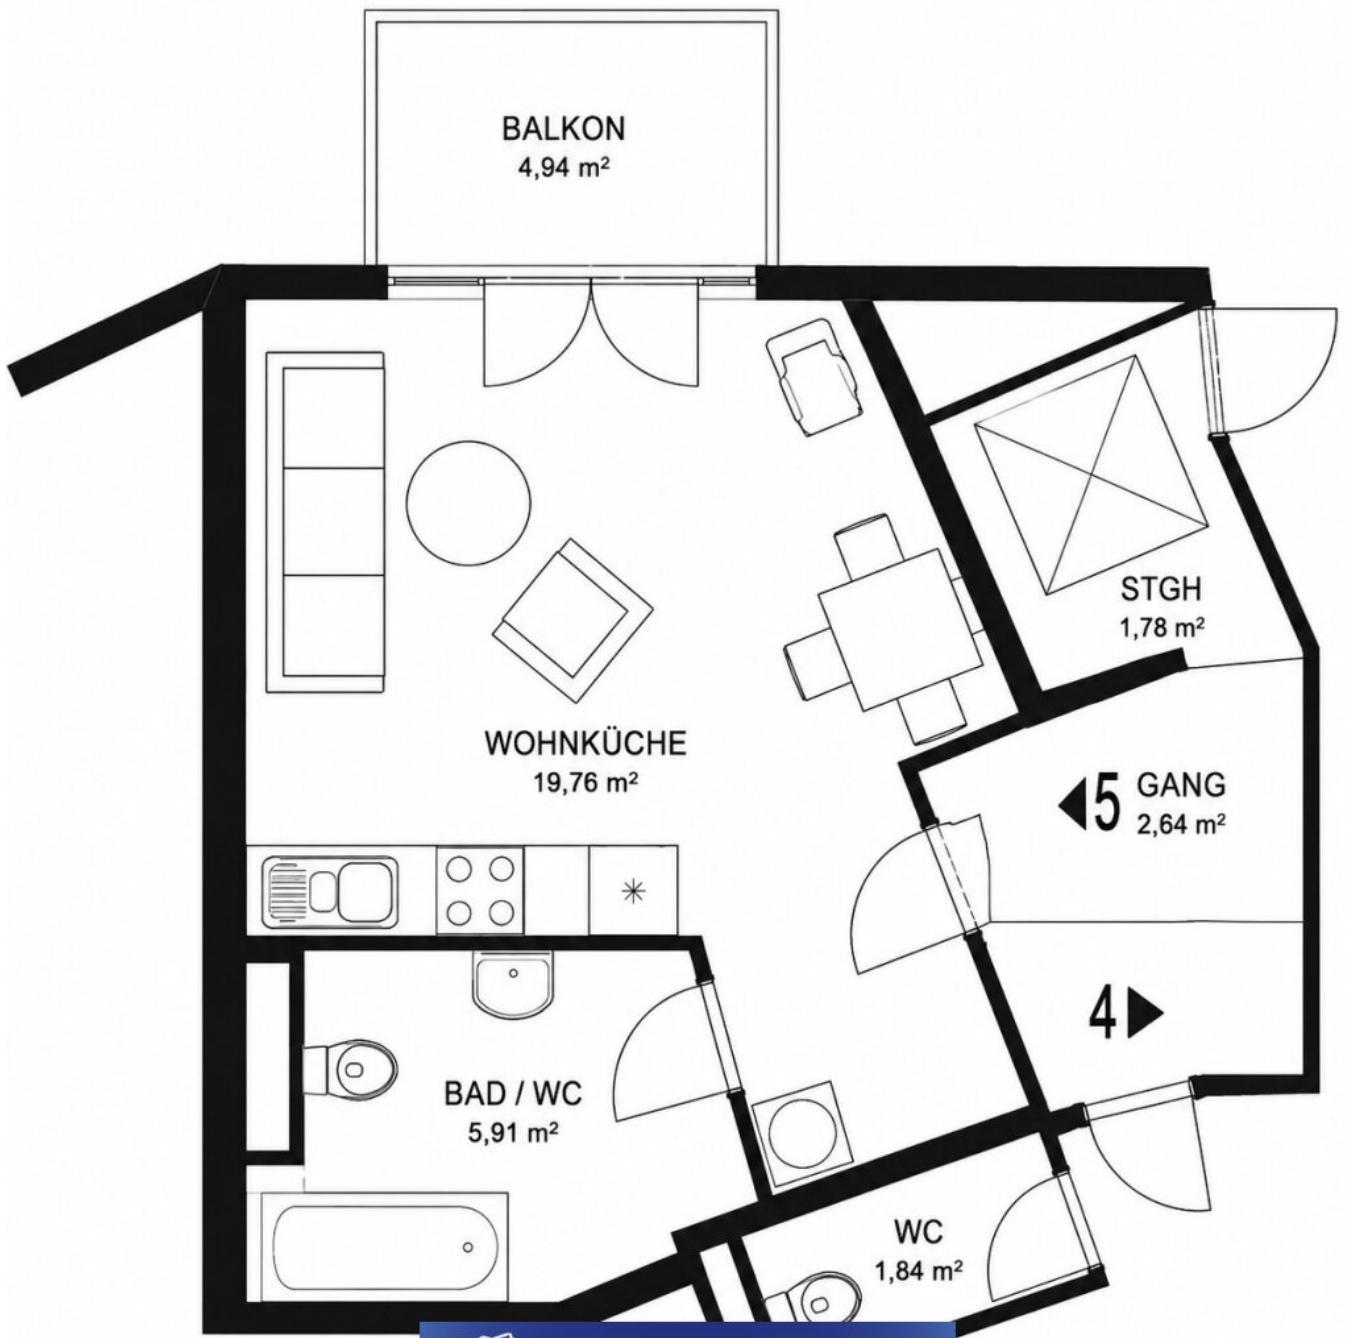 BALKON
4,94 m²
STGH
1,78 m²
WOHNKÜCHE
19,76 m²
5 GANG
2,64 m²
4
BAD / WC
5,91 m²
WC
1,84 m²